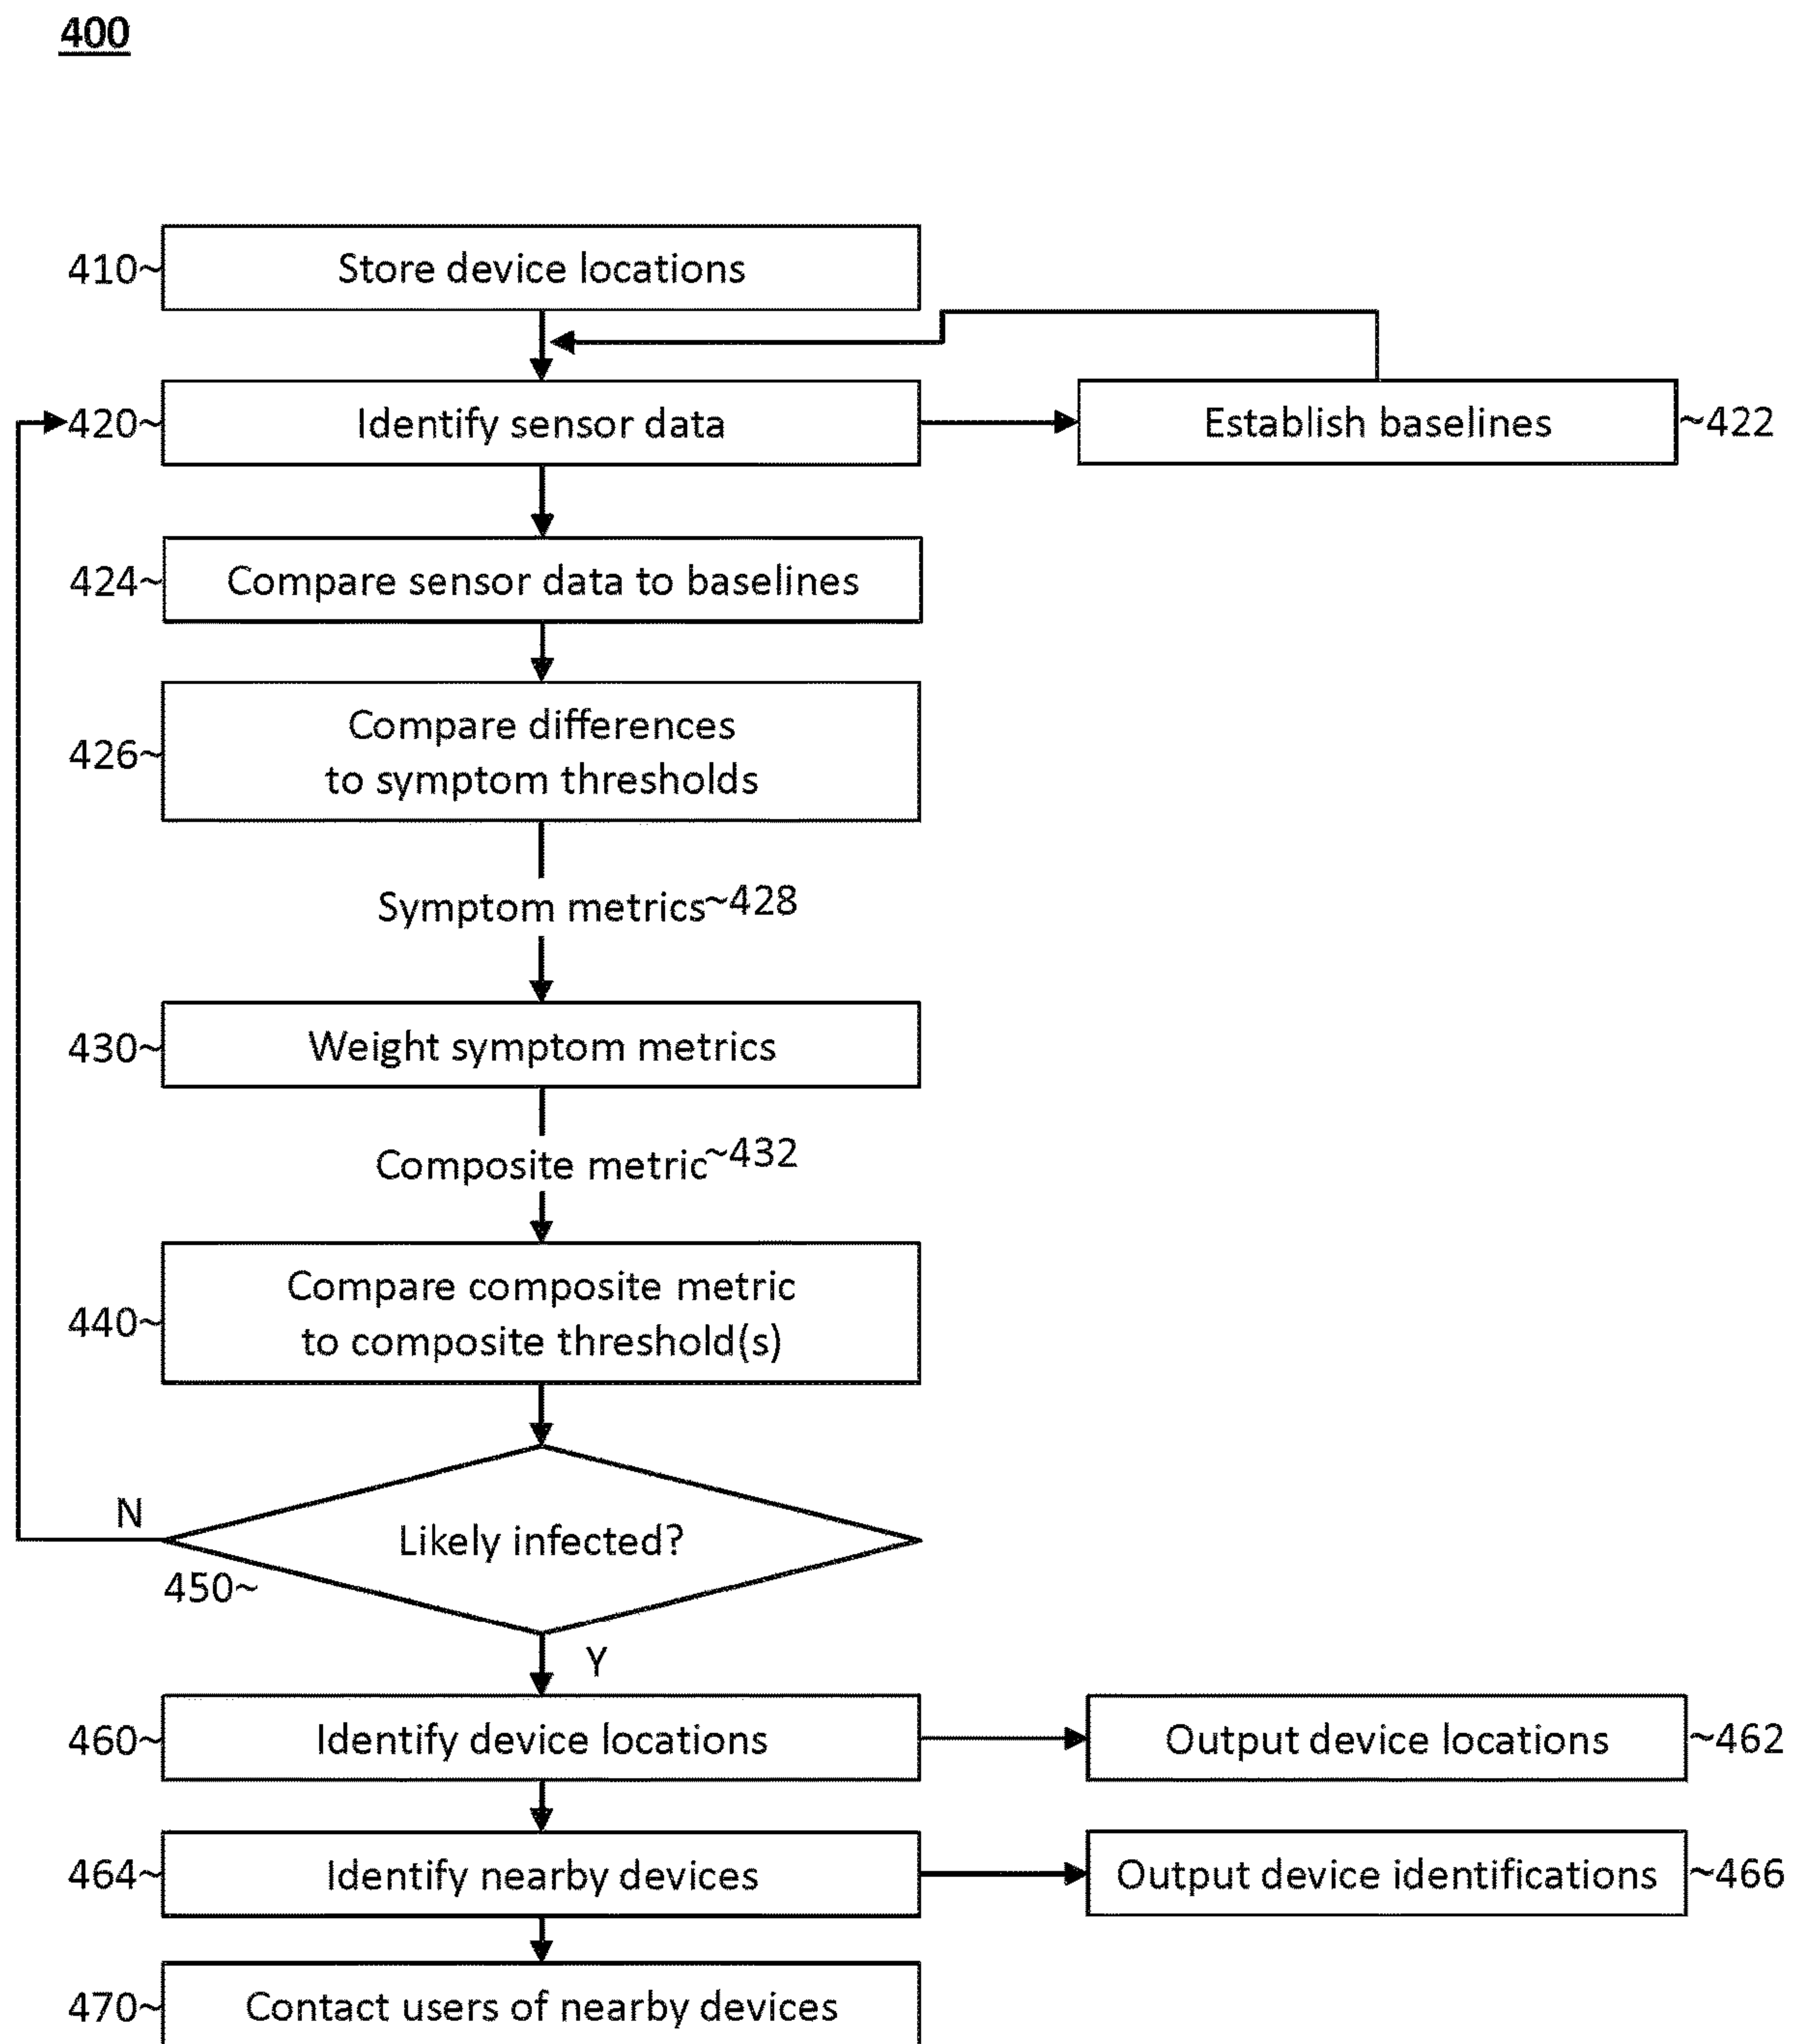 400
410~ Store device locations
420~ Identify sensor data
Establish baselines ~422
424~ Compare sensor data to baselines
Compare differences
426~
to symptom thresholds
Symptom metrics~428
430~ Weight symptom metrics
Composite metric~432
Compare composite metric
440~
to composite threshold(s)
N
Likely infected?
450~
Y
460~ Identify device locations
Output device locations ~462
464~ Identify nearby devices
Output device identifications ~466
470~ Contact users of nearby devices